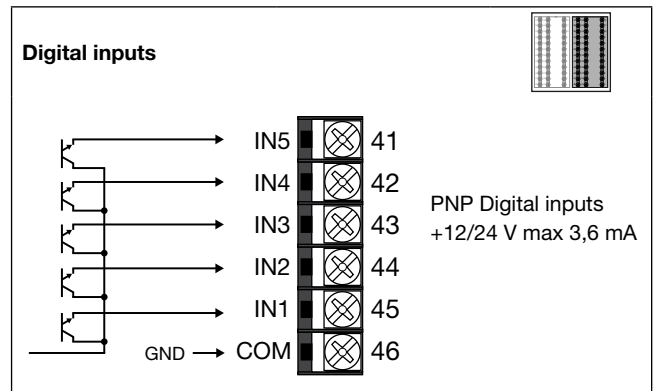 Digital inputs
IN5 41
IN4 42
IN3 43
IN2 44
IN1 45
GND COM 46
PNP Digital inputs
+12/24 V max 3,6 mA